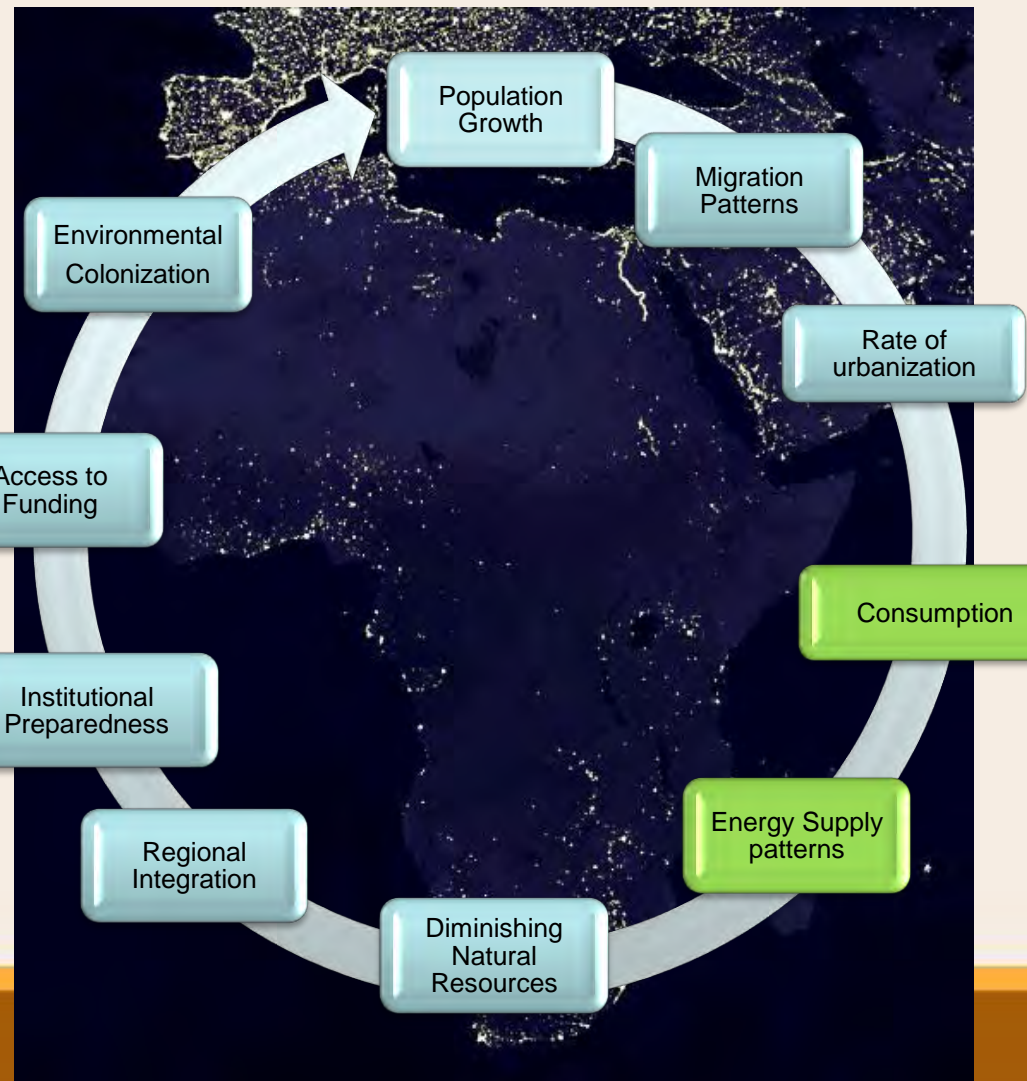 Population
Growth
Migration
Patterns
Rate of
urbanization
Consumption
Energy Supply
patterns
Diminishing
Natural
Resources
Regional
Integration
Institutional
Preparedness
Access to
Funding
Environmental
Colonization